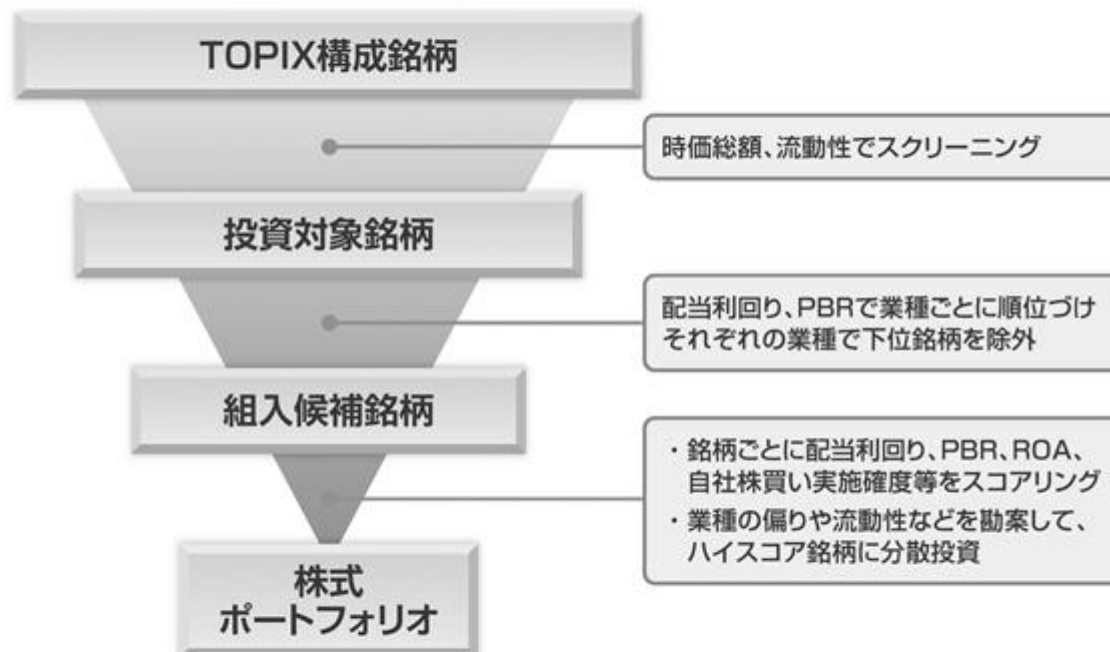 TOPIX構成銘柄
時価総額、流動性でスクリーニング
投資対象銘柄
配当利回り、PBRで業種ごとに順位づけ
それぞれの業種で下位銘柄を除外
組入候補銘柄
・銘柄ごとに配当利回り、PBR、ROA、
自社株買い実施確度等をスコアリング
・業種の偏りや流動性などを勘案して、
ハイスコア銘柄に分散投資
株式
ポートフォリオ